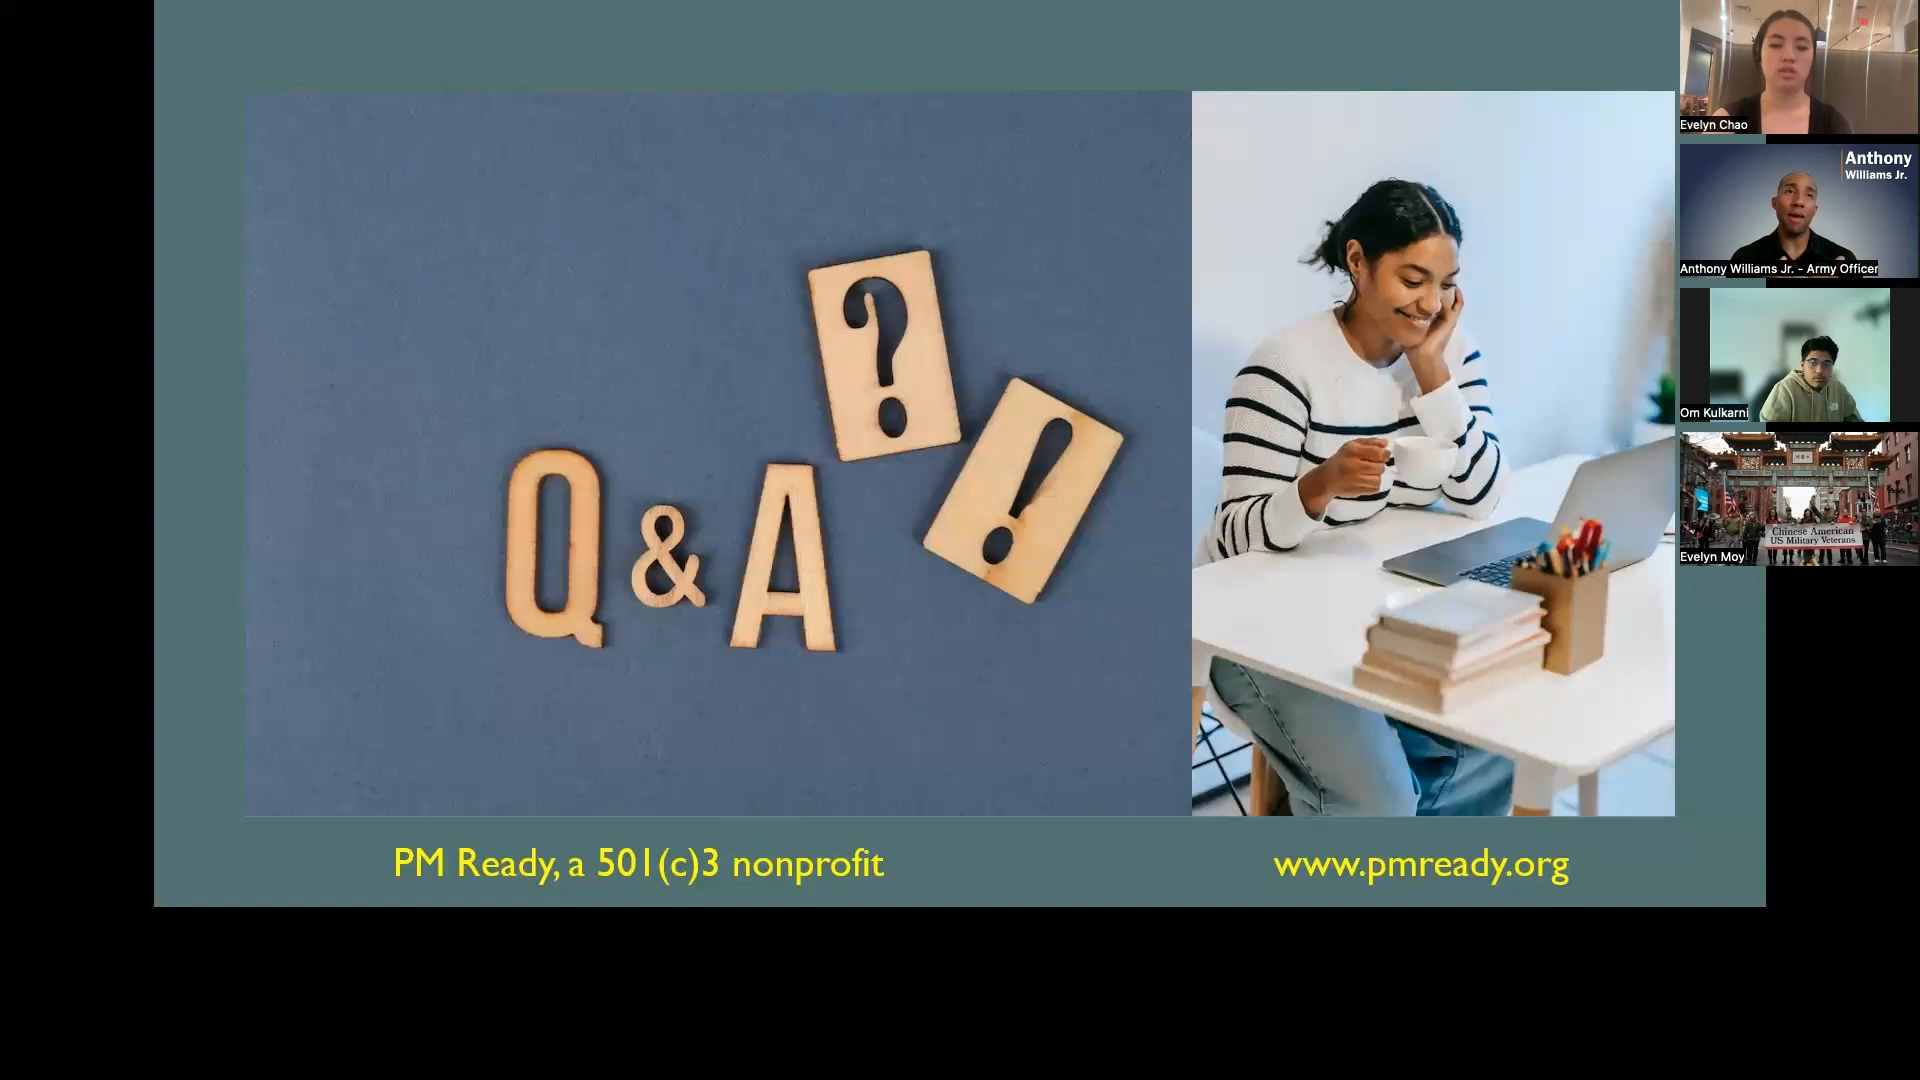 Q & A ? !
PM Ready, a 501(c)3 nonprofit
www.pmready.org
Evelyn Chao
Anthony
Williams Jr.
Anthony Williams Jr. - Army Officer
Om Kulkarni
Chinese American
US Military Veterans
Evelyn Moy